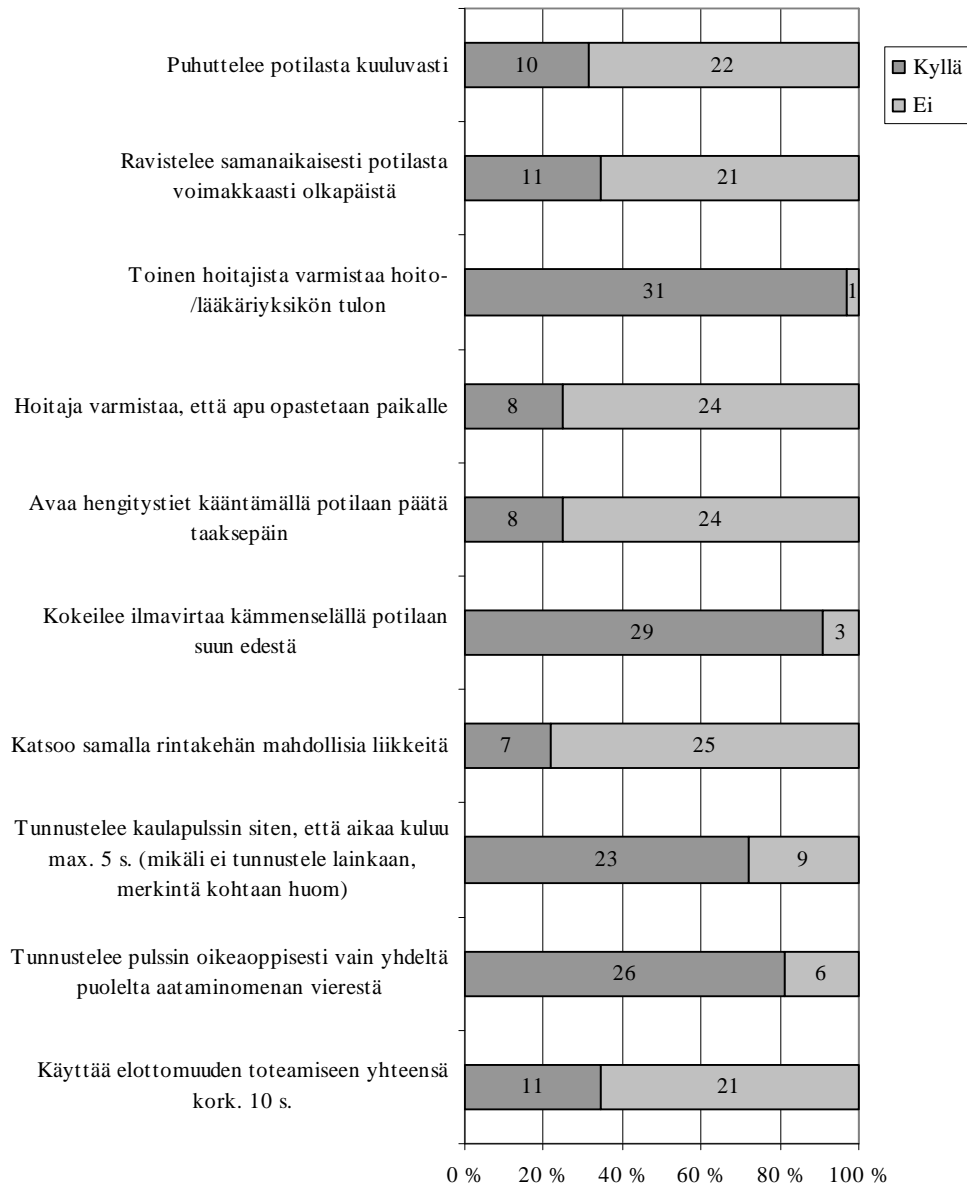 Puhuttelee potilasta kuuluvasti
10
22
Kyllä
Ei
Ravistelee samanaikaisesti potilasta
voimakkaasti olkapäistä
11
21
Toinen hoitajista varmistaa hoito-
/lääkäriyksikön tulon
31
1
Hoitaja varmistaa, että apu opastetaan paikalle
8
24
Avaa hengitystiet kääntämällä potilaan päätä
taaksepäin
8
24
Kokeilee ilmavirtaa kämmenselällä potilaan
suun edestä
29
3
Katsoo samalla rintakehän mahdollisia liikkeitä
7
25
Tunnustelee kaulapulssin siten, että aikaa kuluu
max. 5 s. (mikäli ei tunnustele lainkaan,
merkintä kohtaan huom)
23
9
Tunnustelee pulssin oikeaoppisesti vain yhdeltä
puolelta aataminomenan vierestä
26
6
Käyttää elottomuuden toteamiseen yhteensä
kork. 10 s.
11
21
0 % 20 % 40 % 60 % 80 % 100 %